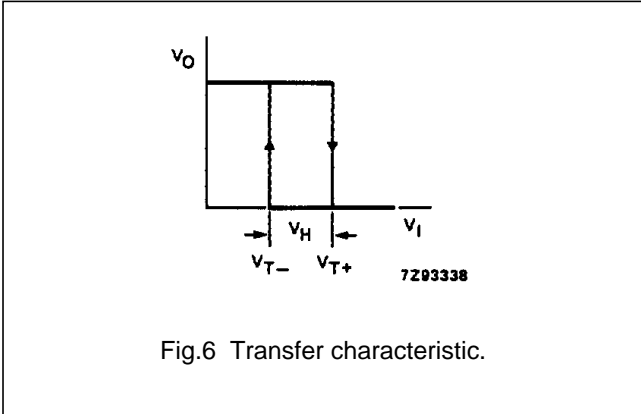 VO
VH
VI
VT−
VT+
7Z93338
Fig.6 Transfer characteristic.